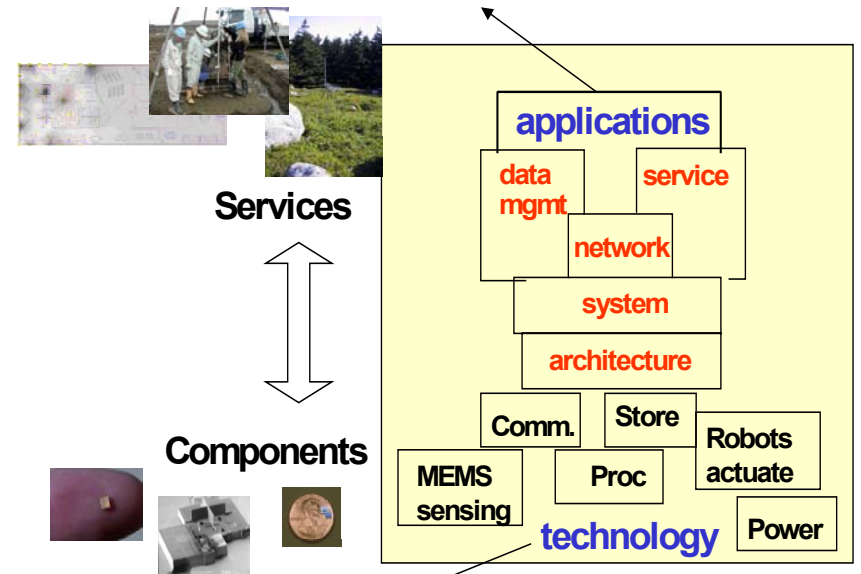 applications
data
mgmt
service
Services
network
system
architecture
Comm.
Store
Robots
actuate
Components
MEMS
sensing
Proc
technology
Power